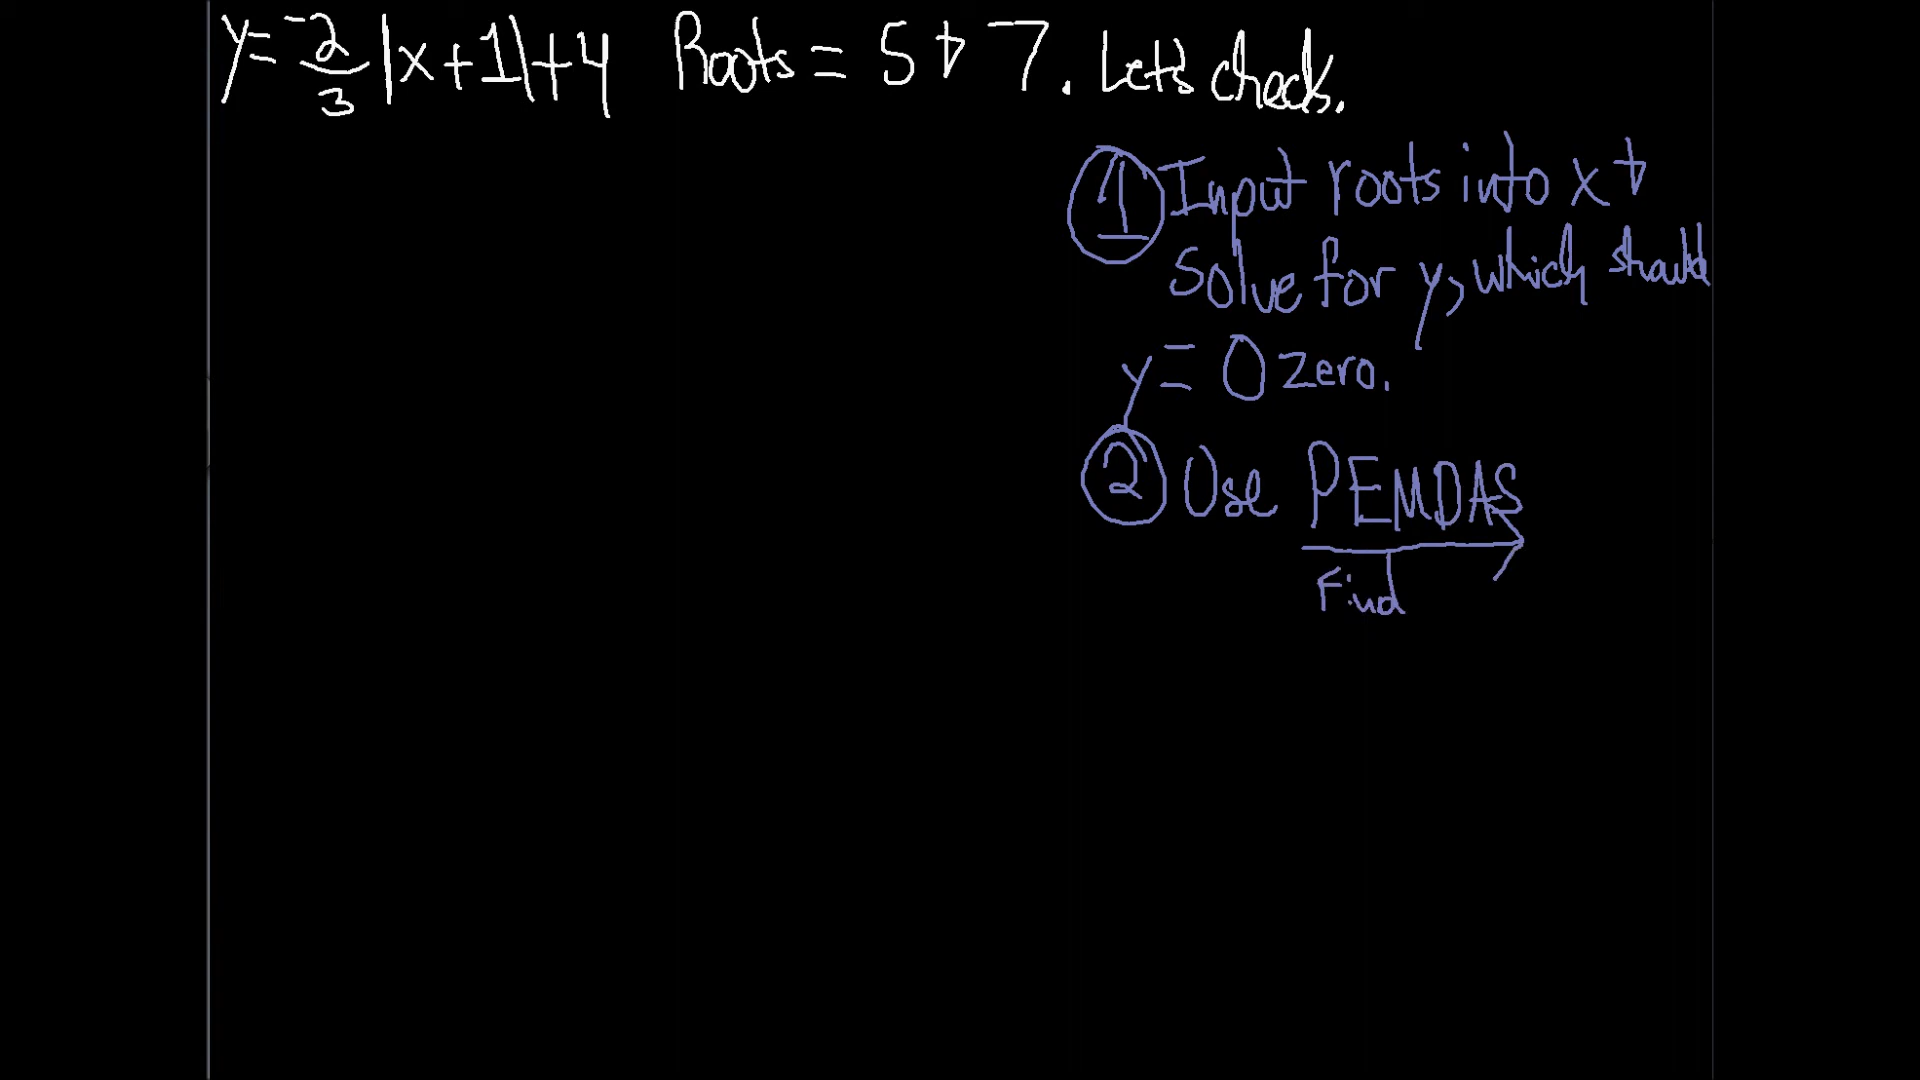 y = -2/3 |x+1|+4 Roots = 5 & 7. Let's check.
① Input roots into x &
solve for y, which should
y = 0 zero.
② Use PEMDAS
Find